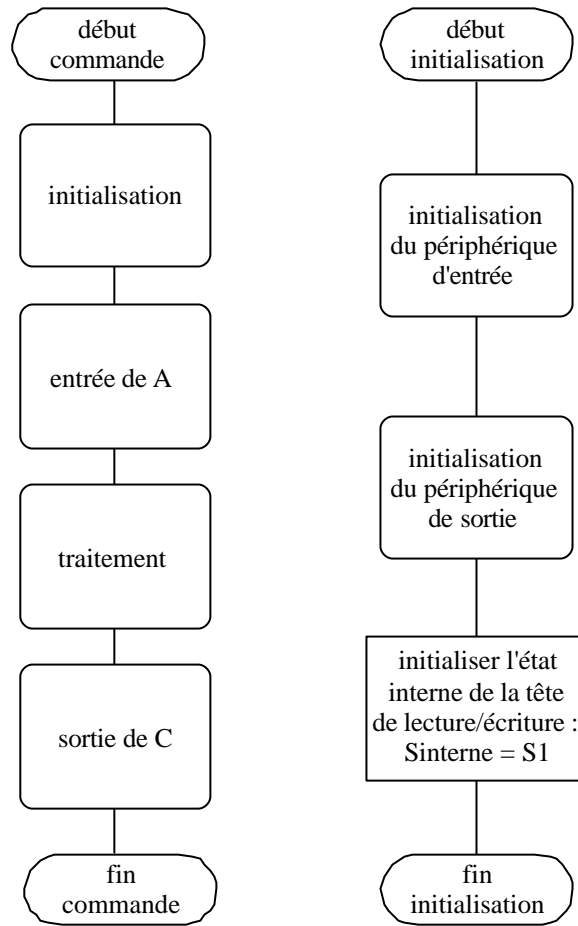 début
commande
initialisation
entrée de A
traitement
sortie de C
fin
commande
début
initialisation
initialisation
du périphérique
d'entrée
initialisation
du périphérique
de sortie
initialiser l'état
interne de la tête
de lecture/écriture :
Sinterne = S1
fin
initialisation